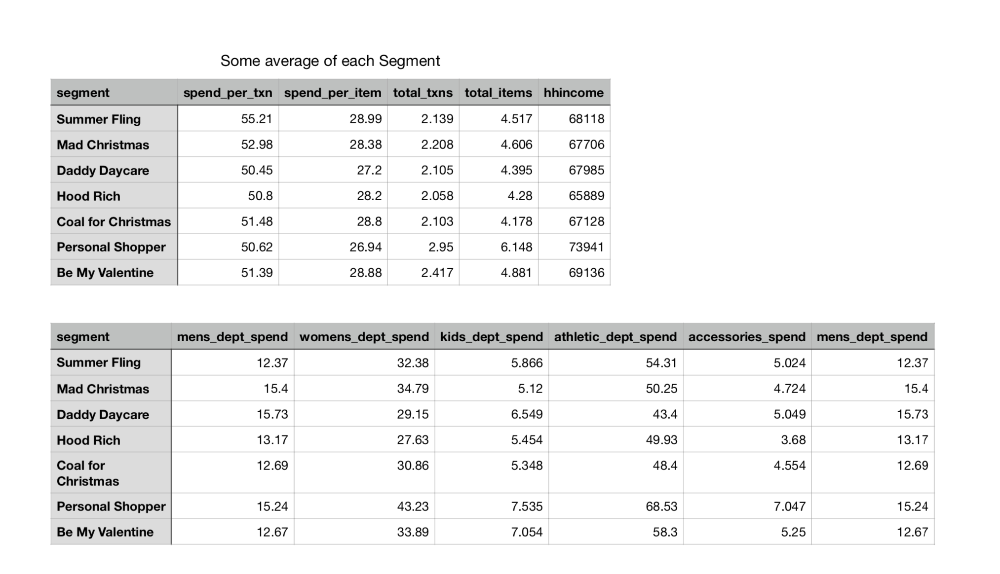 Some average of each Segment
segment spend_per_txn spend_per_item total_txns total_items hhincome
Summer Fling 55.21 28.99 2.139 4.517 68118
Mad Christmas 52.98 28.38 2.208 4.606 67706
Daddy Daycare 50.45 27.2 2.105 4.395 67985
Hood Rich 50.8 28.2 2.058 4.28 65889
Coal for Christmas 51.48 28.8 2.103 4.178 67128
Personal Shopper 50.62 26.94 2.95 6.148 73941
Be My Valentine 51.39 28.88 2.417 4.881 69136
segment mens_dept_spend womens_dept_spend kids_dept_spend athletic_dept_spend accessories_spend mens_dept_spend
Summer Fling 12.37 32.38 5.866 54.31 5.024 12.37
Mad Christmas 15.4 34.79 5.12 50.25 4.724 15.4
Daddy Daycare 15.73 29.15 6.549 43.4 5.049 15.73
Hood Rich 13.17 27.63 5.454 49.93 3.68 13.17
Coal for 12.69 30.86 5.348 48.4 4.554 12.69
Christmas
Personal Shopper 15.24 43.23 7.535 68.53 7.047 15.24
Be My Valentine 12.67 33.89 7.054 58.3 5.25 12.67